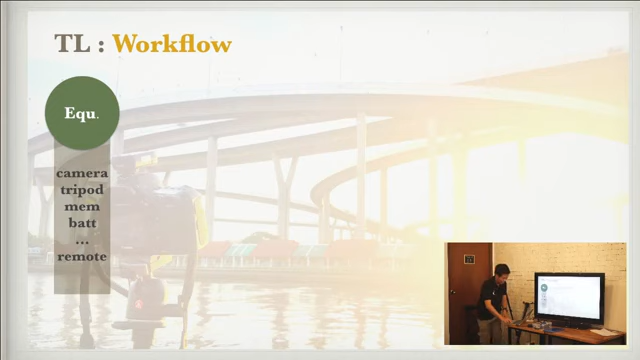 TL : Workflow
Equ.
camera
tripod
mem
batt
...
remote